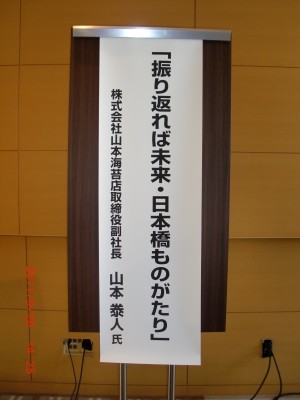 「振り返れば未来・日本橋ものがたり」
株式会社山本海苔店取締役副社長　山本 泰人 氏